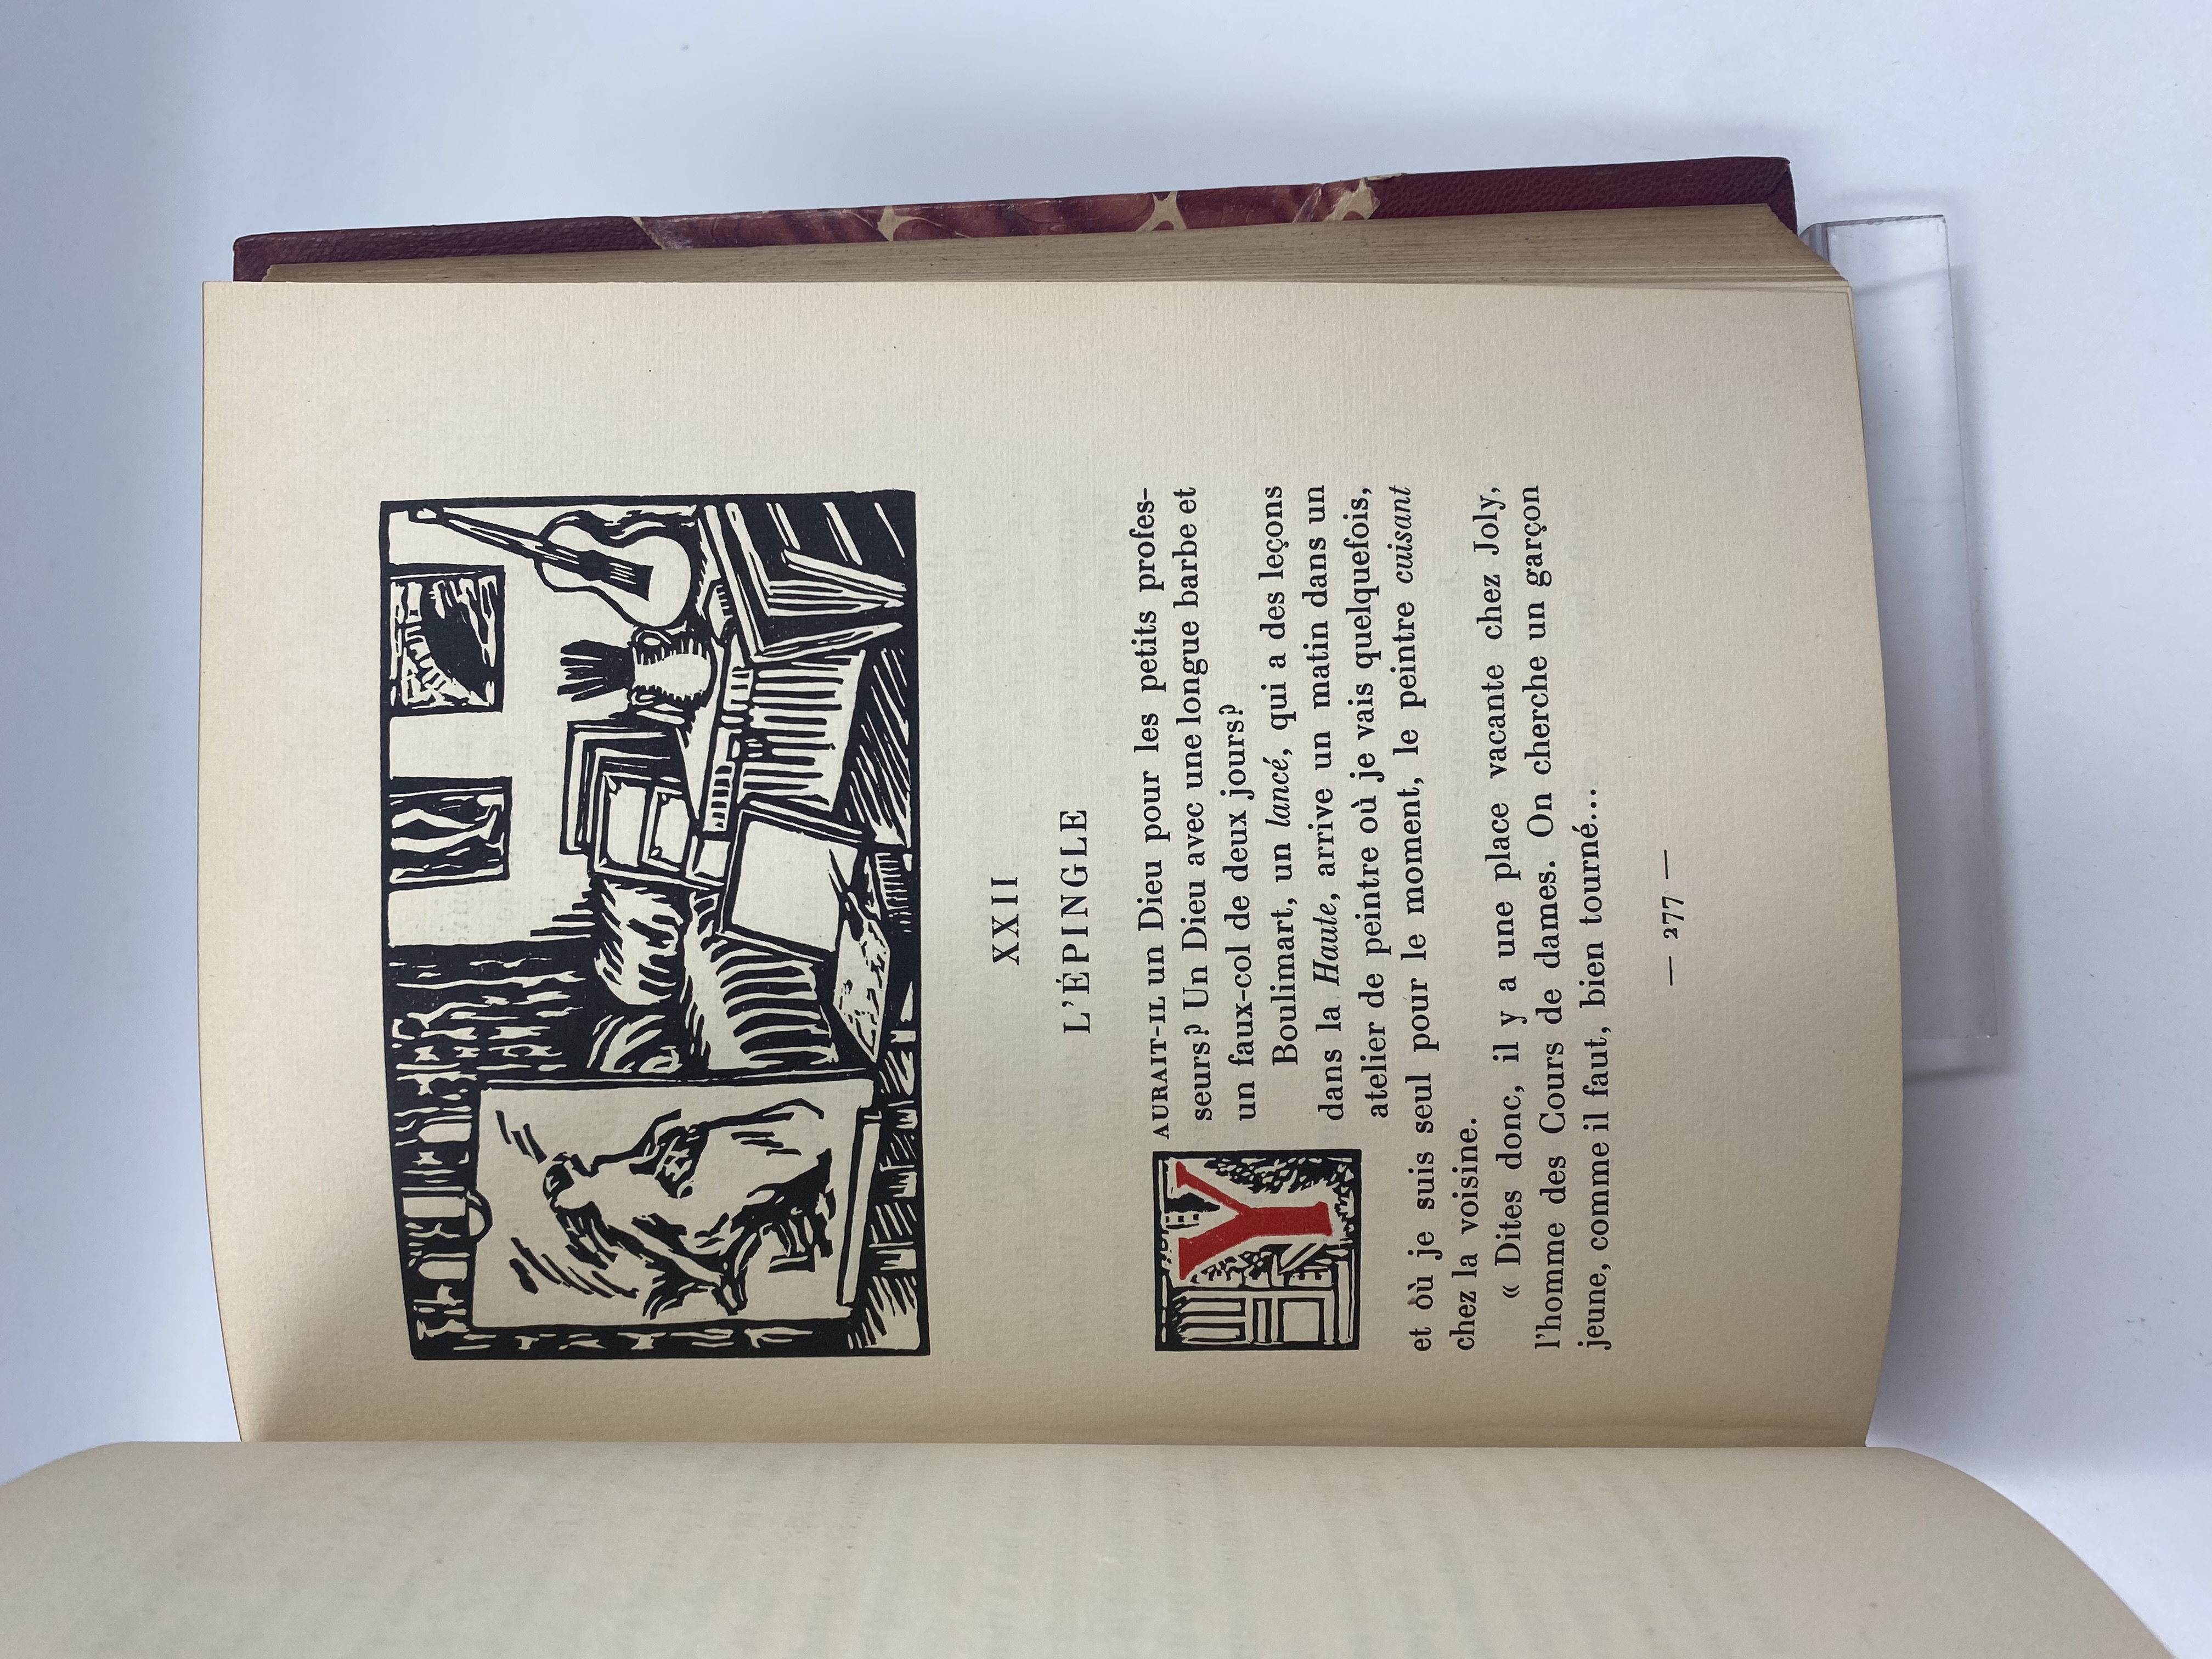 XXII
L'ÉPINGLE
Y AURAIT-IL un Dieu pour les petits profes-
seurs? Un Dieu avec une longue barbe et
un faux-col de deux jours?
Boulimart, un lancé, qui a des leçons
dans la Haute, arrive un matin dans un
atelier de peintre où je vais quelquefois,
et où je suis seul pour le moment, le peintre cuisant
chez la voisine.
« Dites donc, il y a une place vacante chez Joly,
l'homme des Cours de dames. On cherche un garçon
jeune, comme il faut, bien tourné...
— 277 —